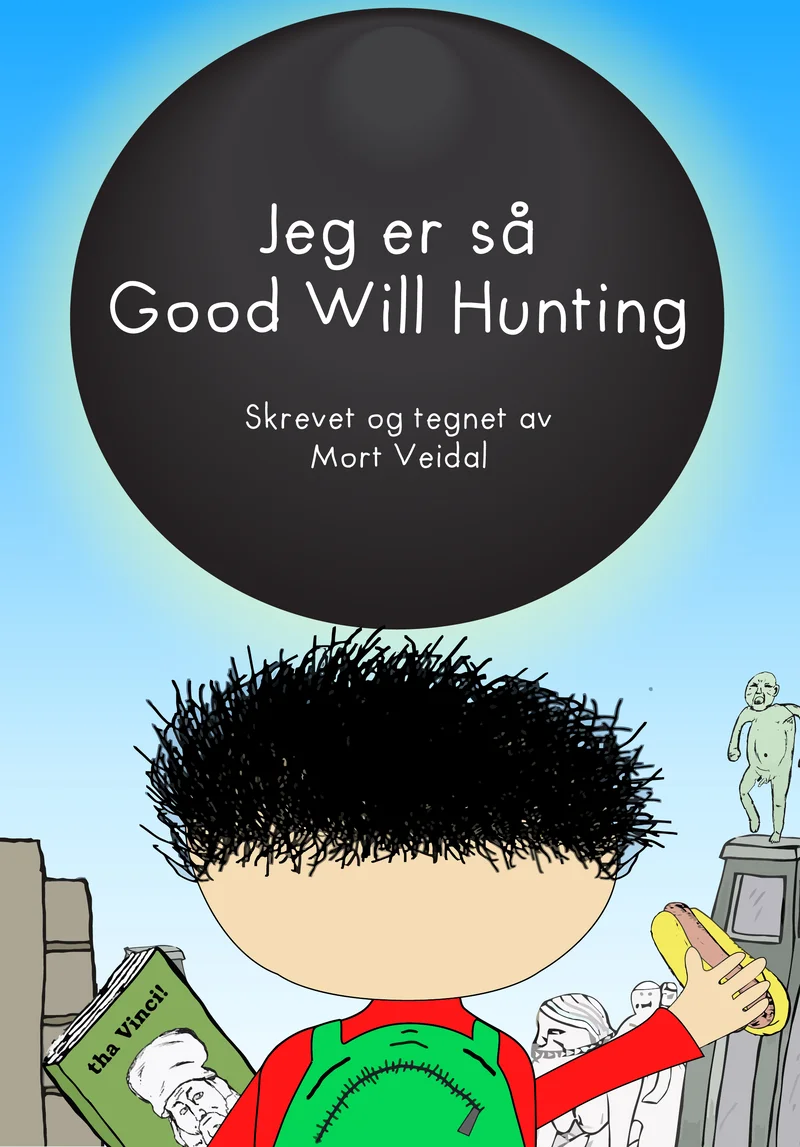 Jeg er så
Good Will Hunting
Skrevet og tegnet av
Mort Veidal
tha Vinci!